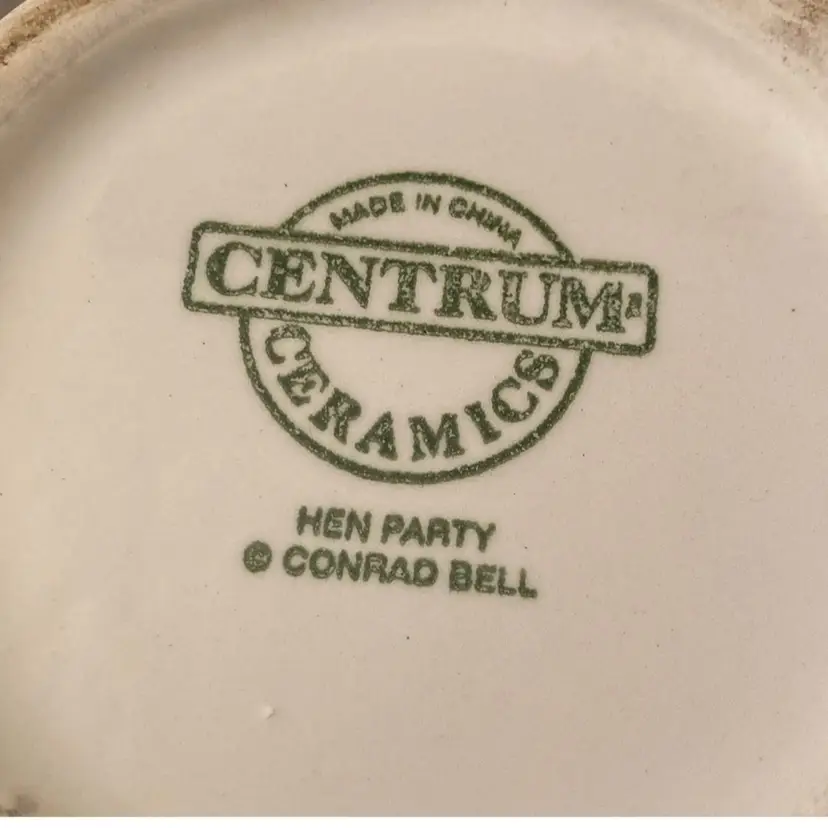 MADE IN CHINA
CENTRUM
CERAMICS
HEN PARTY
© CONRAD BELL